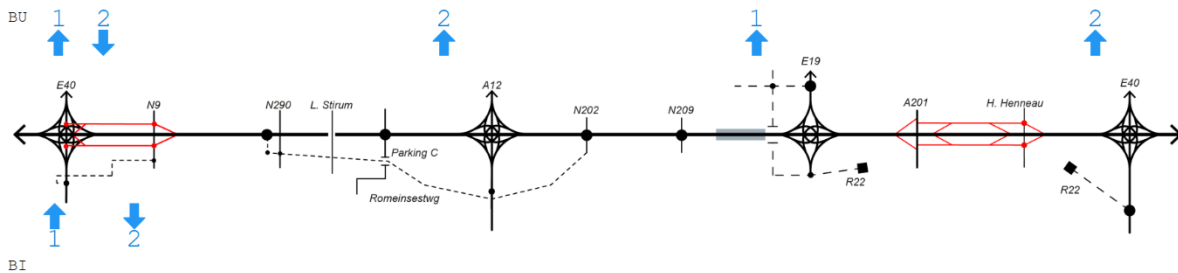 BU
1 2 2 1 2
E40 N9 N290 L. Stirum A12 N202 N209 E19 A201 H. Henneau E40
Parking C
Romeinsestwg
R22 R22
1 2
BI